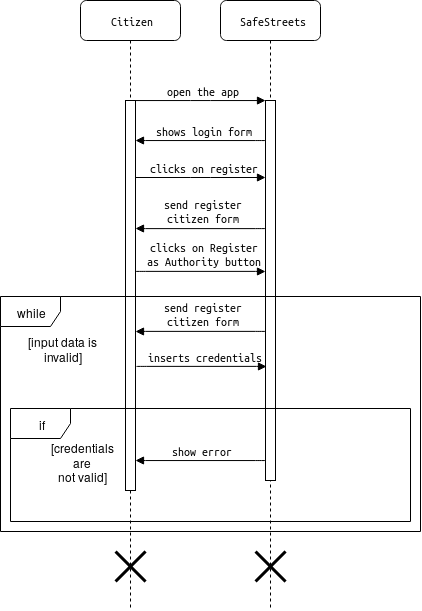 Citizen
SafeStreets
open the app
shows login form
clicks on register
send register
citizen form
clicks on Register
as Authority button
while
send register
citizen form
[input data is
invalid]
inserts credentials
if
[credentials
are
not valid]
show error